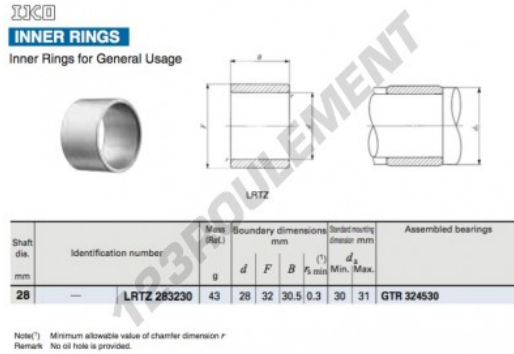 IKO
INNER RINGS
Inner Rings for General Usage
B
r
r
F
d
da
LRTZ
123ROULEMENT
Shaft dia. mm
Identification number
Mass (Ref.) g
Boundary dimensions mm
d F B rs min (1)
Standard mounting dimension mm
da
Min. Max.
Assembled bearings
28 — LRTZ 283230 43 28 32 30.5 0.3 30 31 GTR 324530
Note(1) Minimum allowable value of chamfer dimension r
Remark No oil hole is provided.